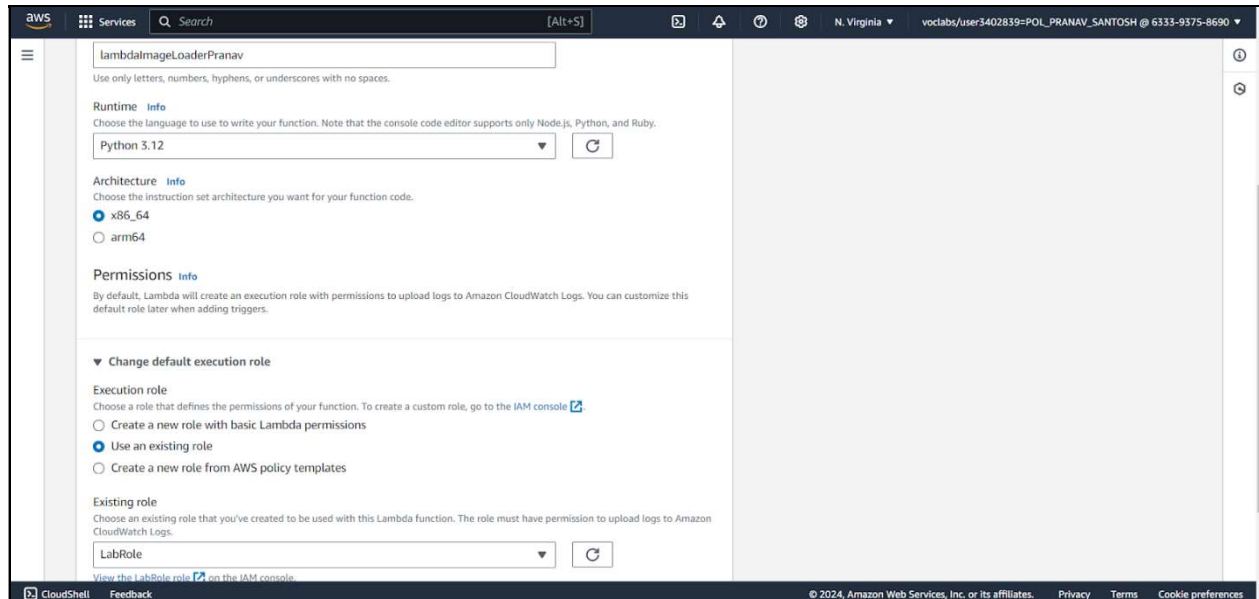 aws
Services
Search
[Alt+S]
N. Virginia
voclabs/user3402839=POL_PRANAV_SANTOSH @ 6333-9375-8690
lambdaImageLoaderPranav
Use only letters, numbers, hyphens, or underscores with no spaces.
Runtime Info
Choose the language to use to write your function. Note that the console code editor supports only Node.js, Python, and Ruby.
Python 3.12
Architecture Info
Choose the instruction set architecture you want for your function code.
x86_64
arm64
Permissions Info
By default, Lambda will create an execution role with permissions to upload logs to Amazon CloudWatch Logs. You can customize this
default role later when adding triggers.
Change default execution role
Execution role
Choose a role that defines the permissions of your function. To create a custom role, go to the IAM console.
Create a new role with basic Lambda permissions
Use an existing role
Create a new role from AWS policy templates
Existing role
Choose an existing role that you've created to be used with this Lambda function. The role must have permission to upload logs to Amazon
CloudWatch Logs.
LabRole
View the LabRole role on the IAM console.
CloudShell
Feedback
© 2024, Amazon Web Services, Inc. or its affiliates.
Privacy
Terms
Cookie preferences